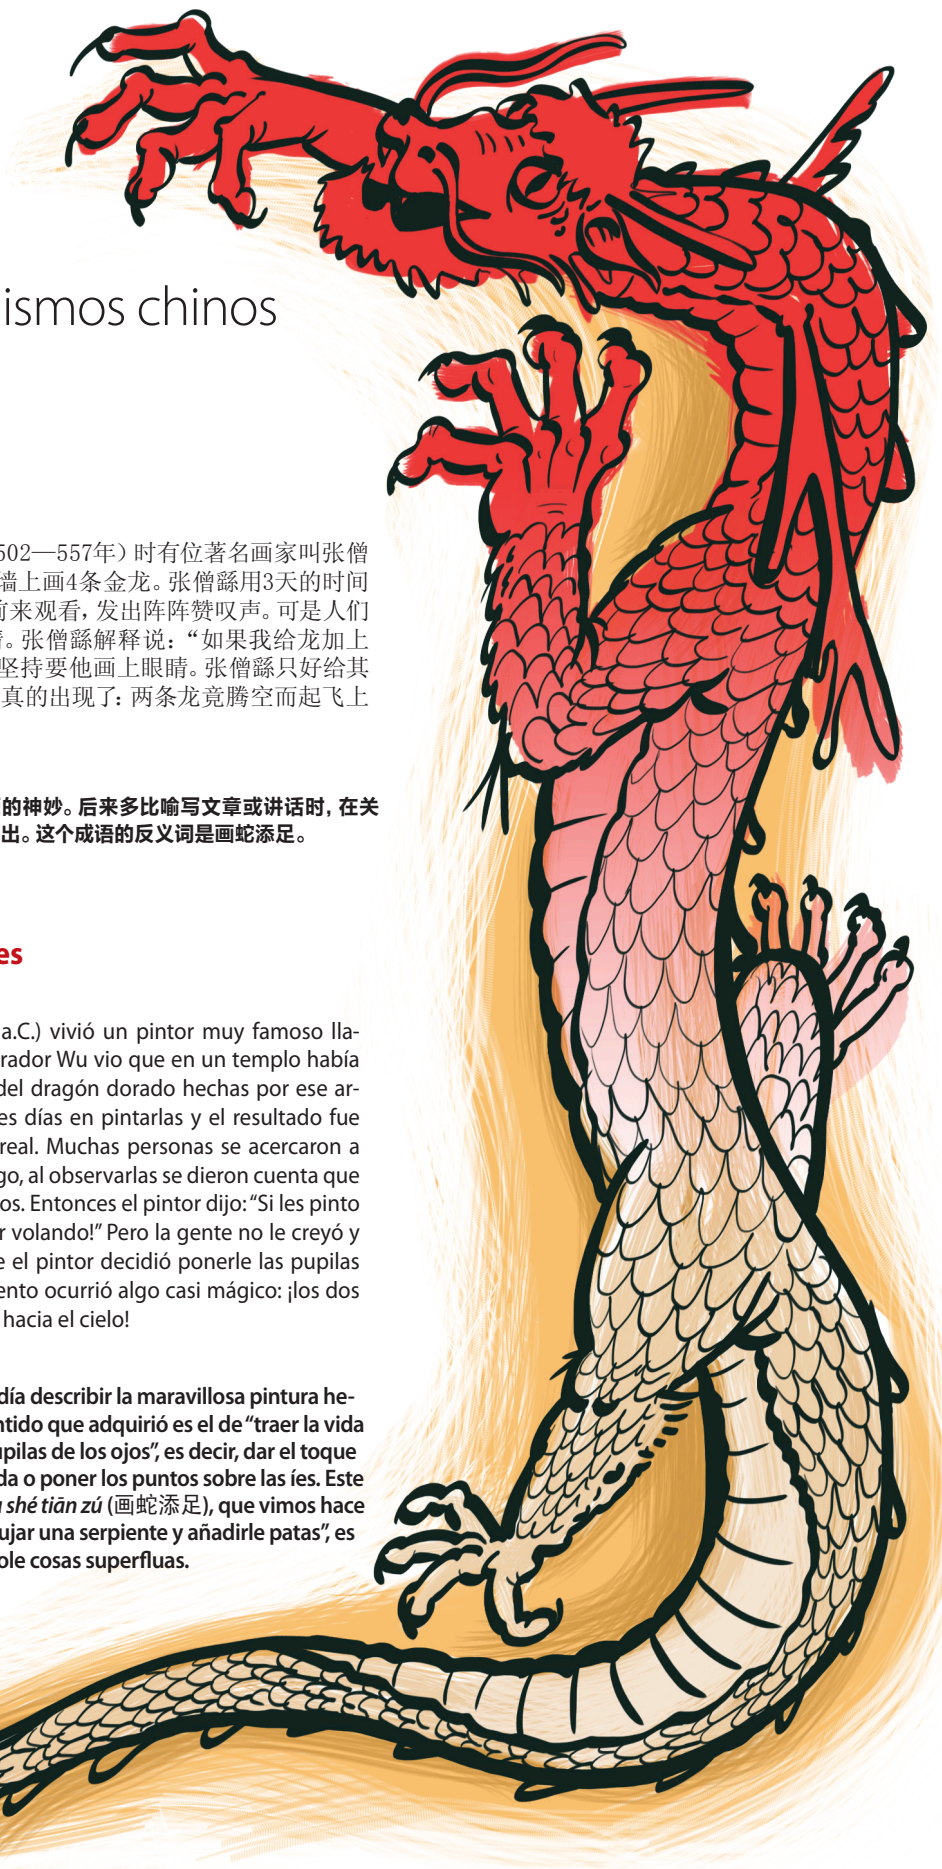 ismos chinos
502—557年）时有位著名画家叫张僧
墙上画4条金龙。张僧繇用3天的时间
前来观看，发出阵阵赞叹声。可是人们
。张僧繇解释说：“如果我给龙加上
坚持要他画上眼睛。张僧繇只好给其
真的出现了：两条龙竟腾空而起飞上
的神妙。后来多比喻写文章或讲话时，在关
出。这个成语的反义词是画蛇添足。
es
a.C.) vivió un pintor muy famoso lla-
rador Wu vio que en un templo había
del dragón dorado hechas por ese ar-
es días en pintarlas y el resultado fue
real. Muchas personas se acercaron a
go, al observarlas se dieron cuenta que
os. Entonces el pintor dijo: “Si les pinto
r volando!” Pero la gente no le creyó y
e el pintor decidió ponerle las pupilas
ento ocurrió algo casi mágico: ¡los dos
hacia el cielo!
día describir la maravillosa pintura he-
ntido que adquirió es el de “traer la vida
upilas de los ojos”, es decir, dar el toque
da o poner los puntos sobre las íes. Este
shé tiān zú (画蛇添足), que vimos hace
ujar una serpiente y añadirle patas”, es
ole cosas superfluas.